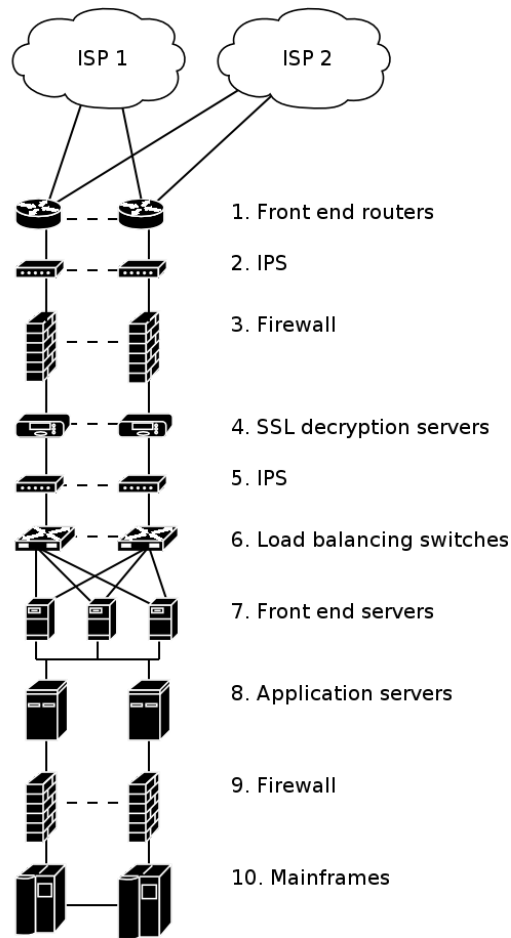 ISP 1
ISP 2
1. Front end routers
2. IPS
3. Firewall
4. SSL decryption servers
5. IPS
6. Load balancing switches
7. Front end servers
8. Application servers
9. Firewall
10. Mainframes